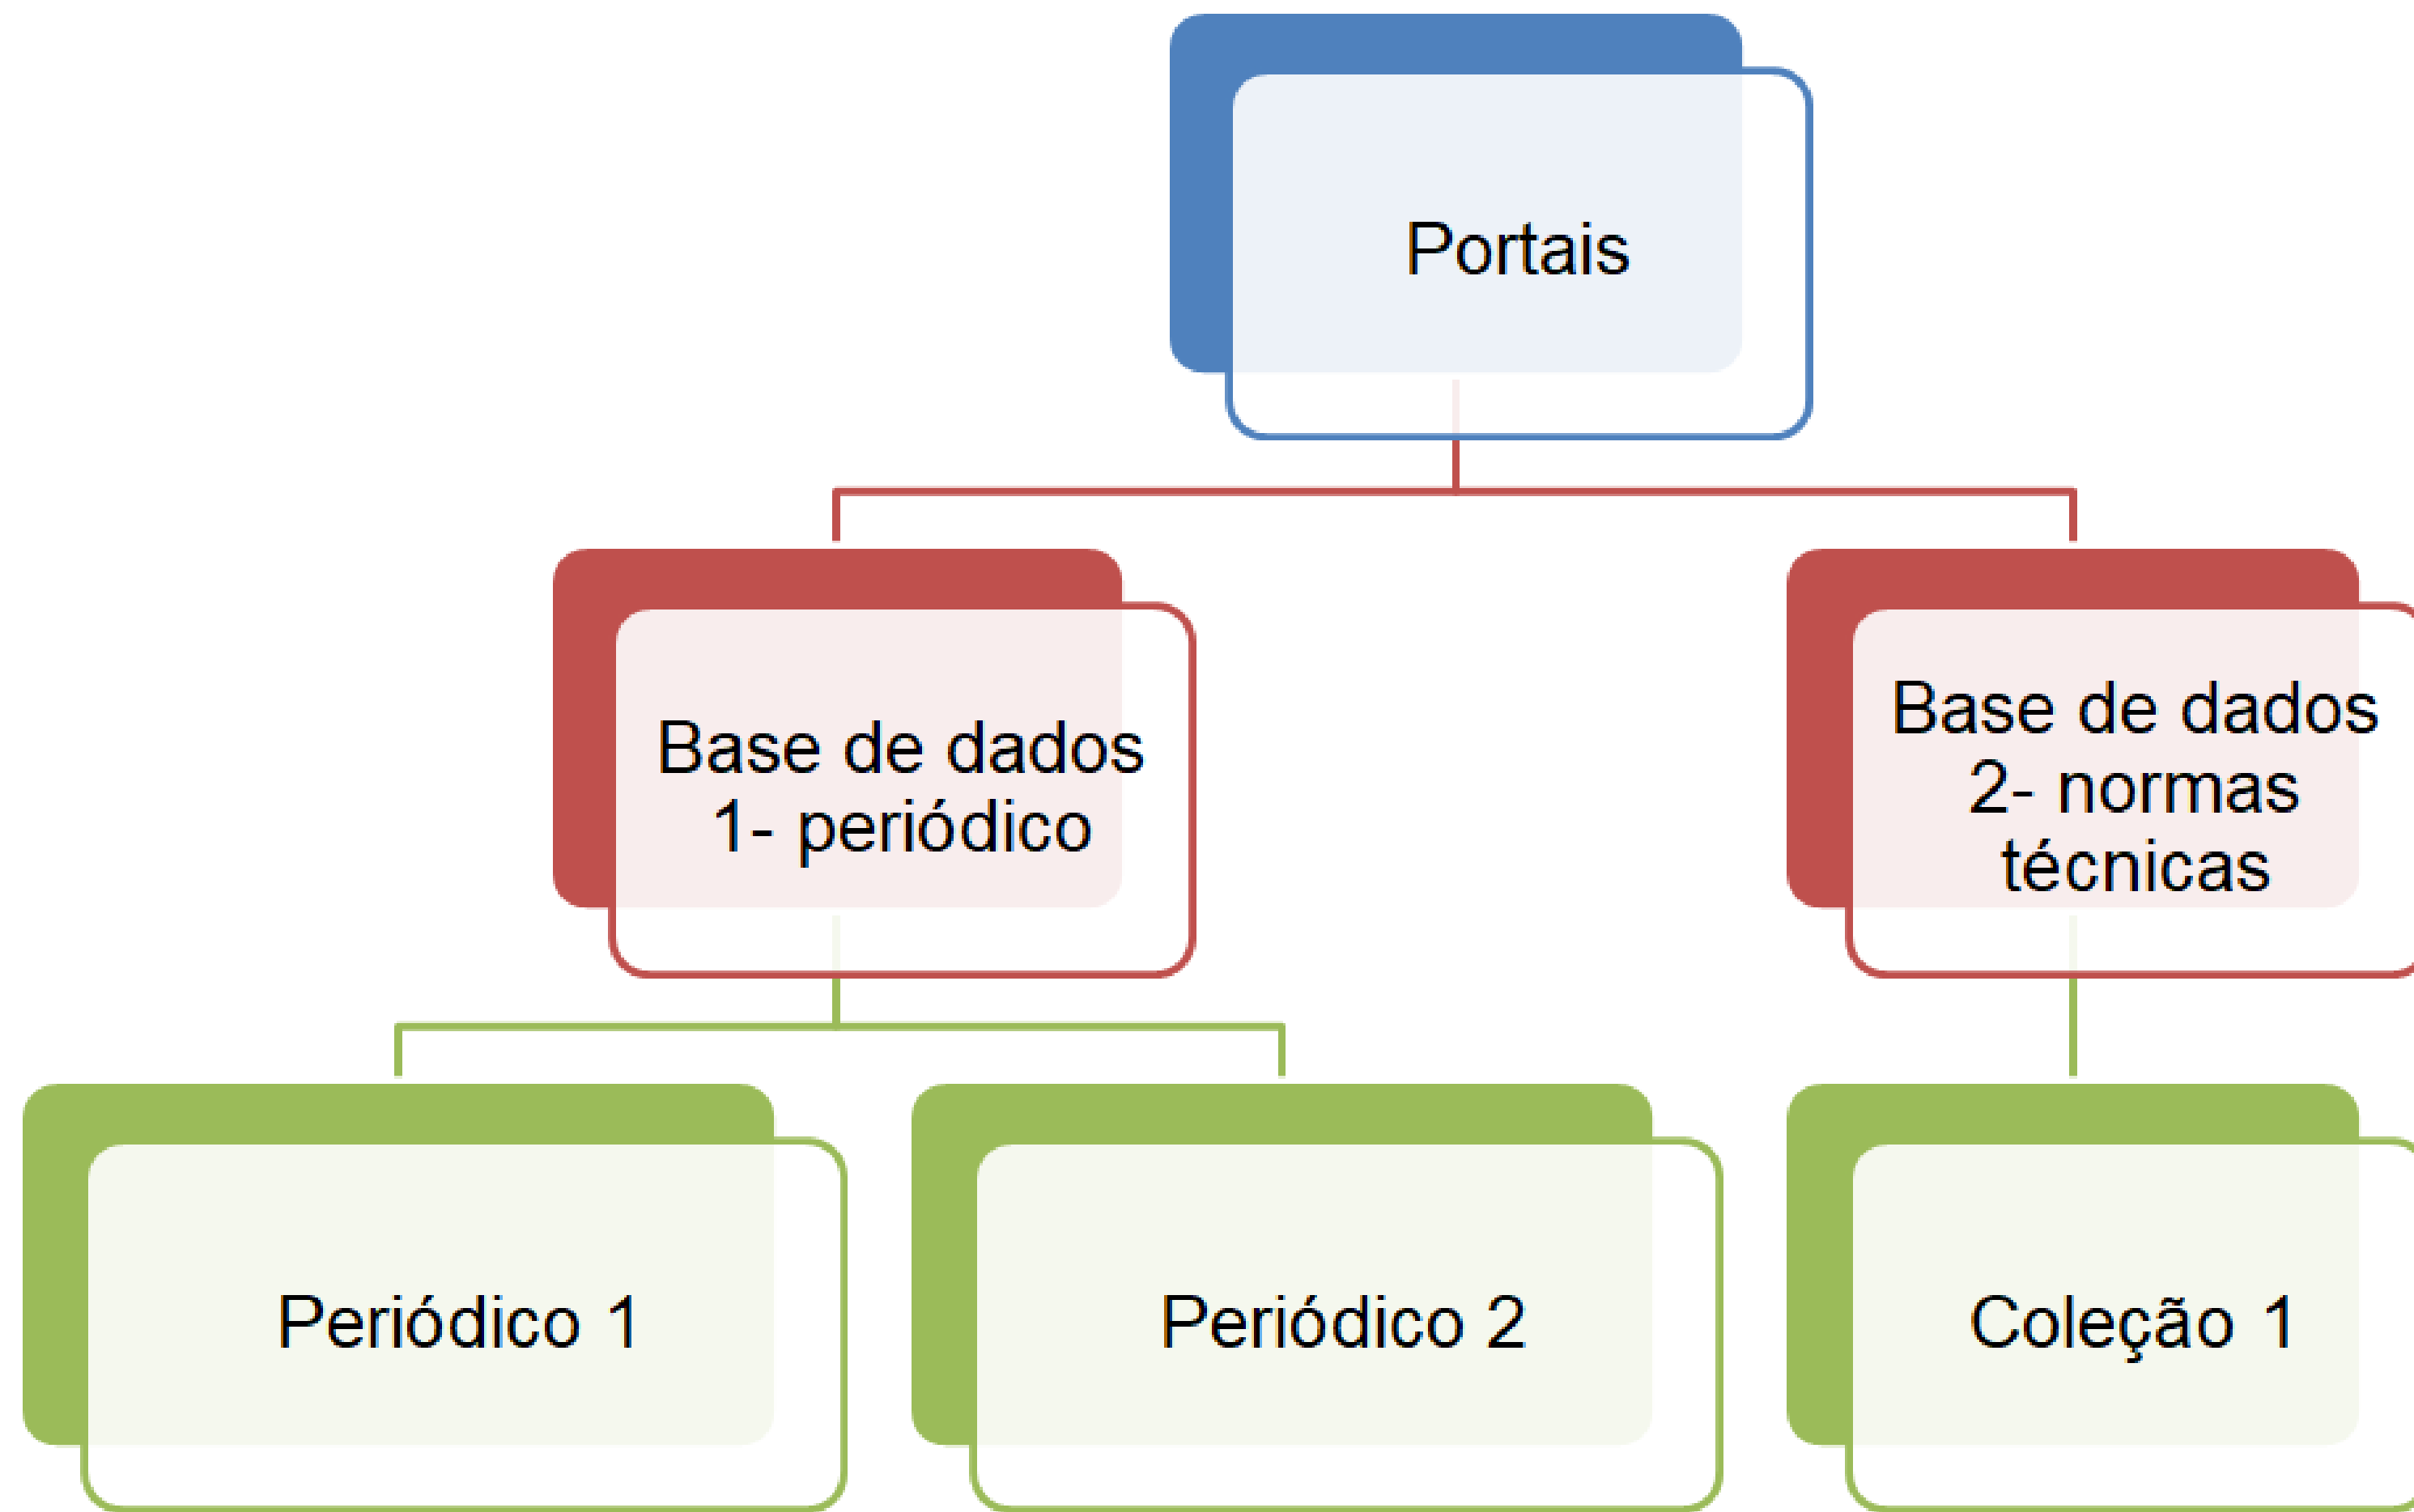 Portais
Base de dados
1- periódico
Base de dados
2- normas
técnicas
Periódico 1
Periódico 2
Coleção 1